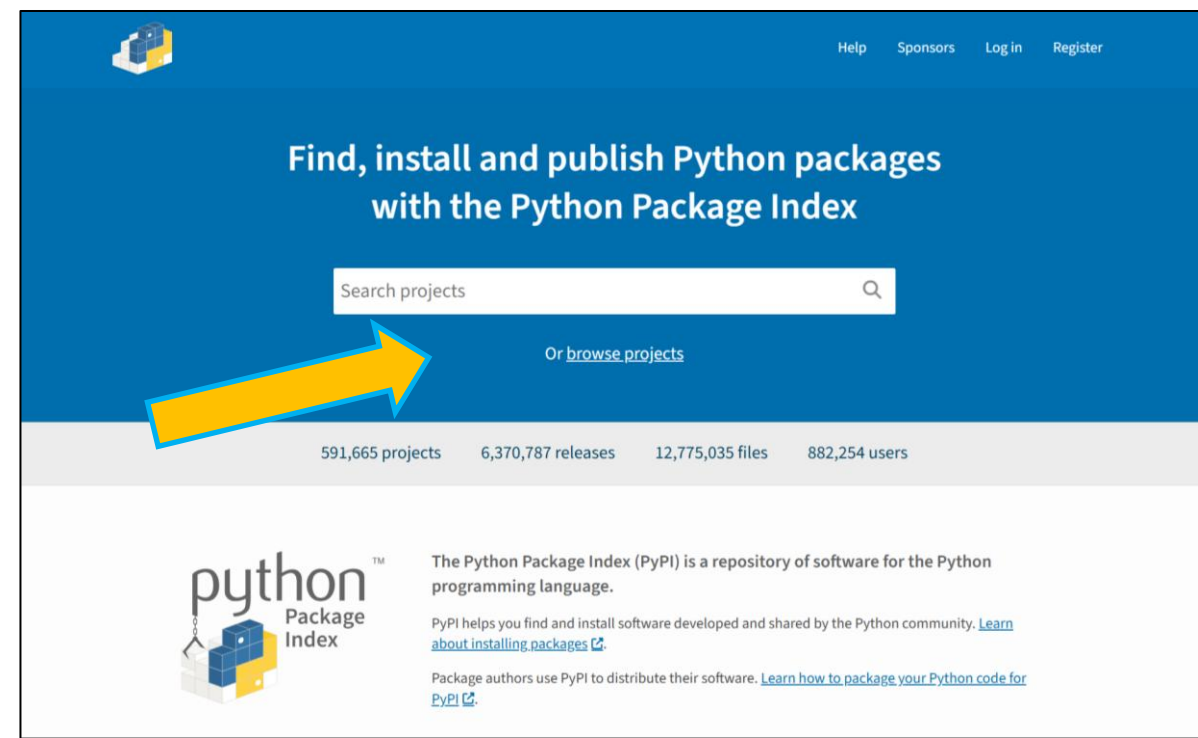 Help Sponsors Log in Register
Find, install and publish Python packages
with the Python Package Index
Search projects
Or browse projects
591,665 projects 6,370,787 releases 12,775,035 files 882,254 users
python™
Package
Index
The Python Package Index (PyPI) is a repository of software for the Python
programming language.
PyPI helps you find and install software developed and shared by the Python community. Learn
about installing packages.
Package authors use PyPI to distribute their software. Learn how to package your Python code for
PyPI.